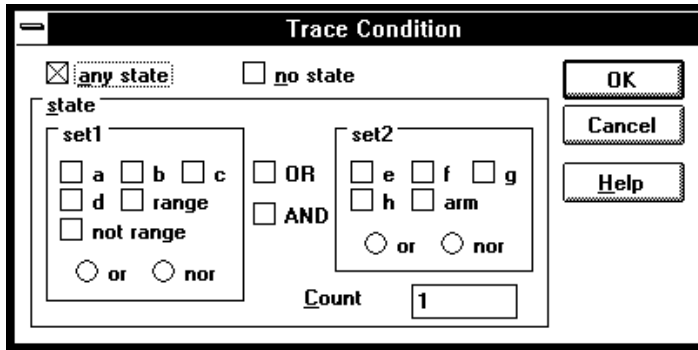 Trace Condition
any state no state
OK
state
set1
set2
Cancel
a b c
OR
e f g
d range
AND
h arm
Help
not range
or nor
or nor
Count 1